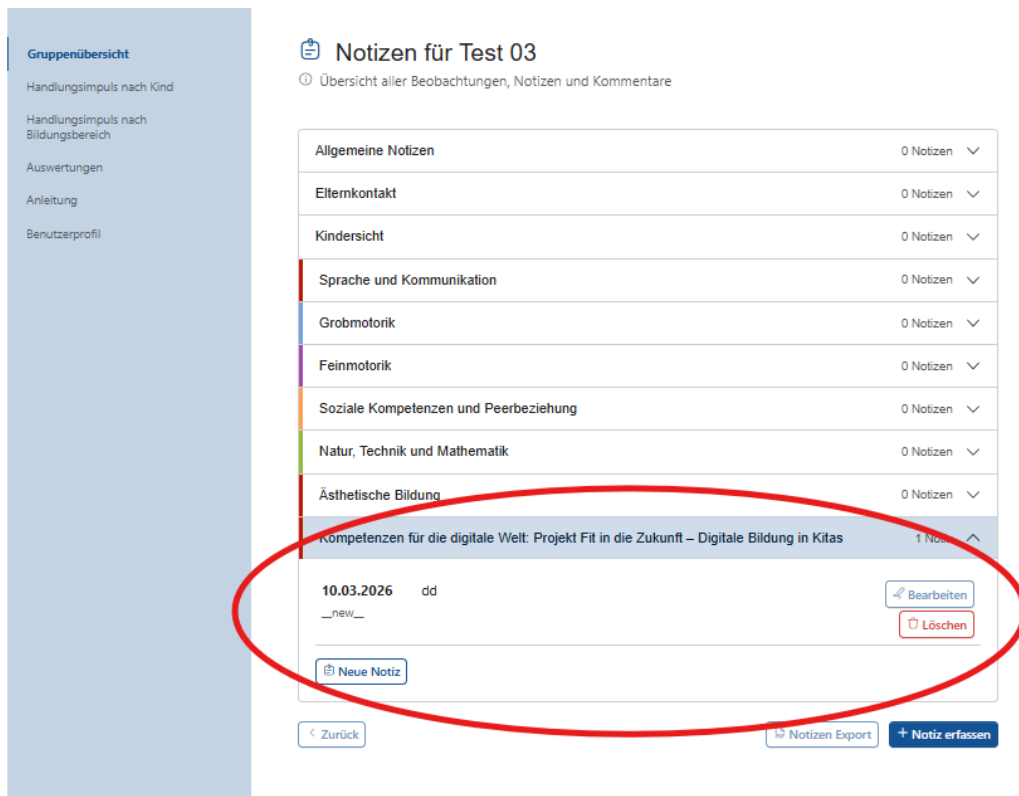 Gruppenübersicht
Handlungsimpuls nach Kind
Handlungsimpuls nach
Bildungsbereich
Auswertungen
Anleitung
Benutzerprofil
Notizen für Test 03
Übersicht aller Beobachtungen, Notizen und Kommentare
Allgemeine Notizen 0 Notizen
Elternkontakt 0 Notizen
Kindersicht 0 Notizen
Sprache und Kommunikation 0 Notizen
Grobmotorik 0 Notizen
Feinmotorik 0 Notizen
Soziale Kompetenzen und Peerbeziehung 0 Notizen
Natur, Technik und Mathematik 0 Notizen
Ästhetische Bildung 0 Notizen
Kompetenzen für die digitale Welt: Projekt Fit in die Zukunft – Digitale Bildung in Kitas 1 Notiz
10.03.2026 dd Bearbeiten
__new__
Löschen
Neue Notiz
Zurück Notizen Export + Notiz erfassen